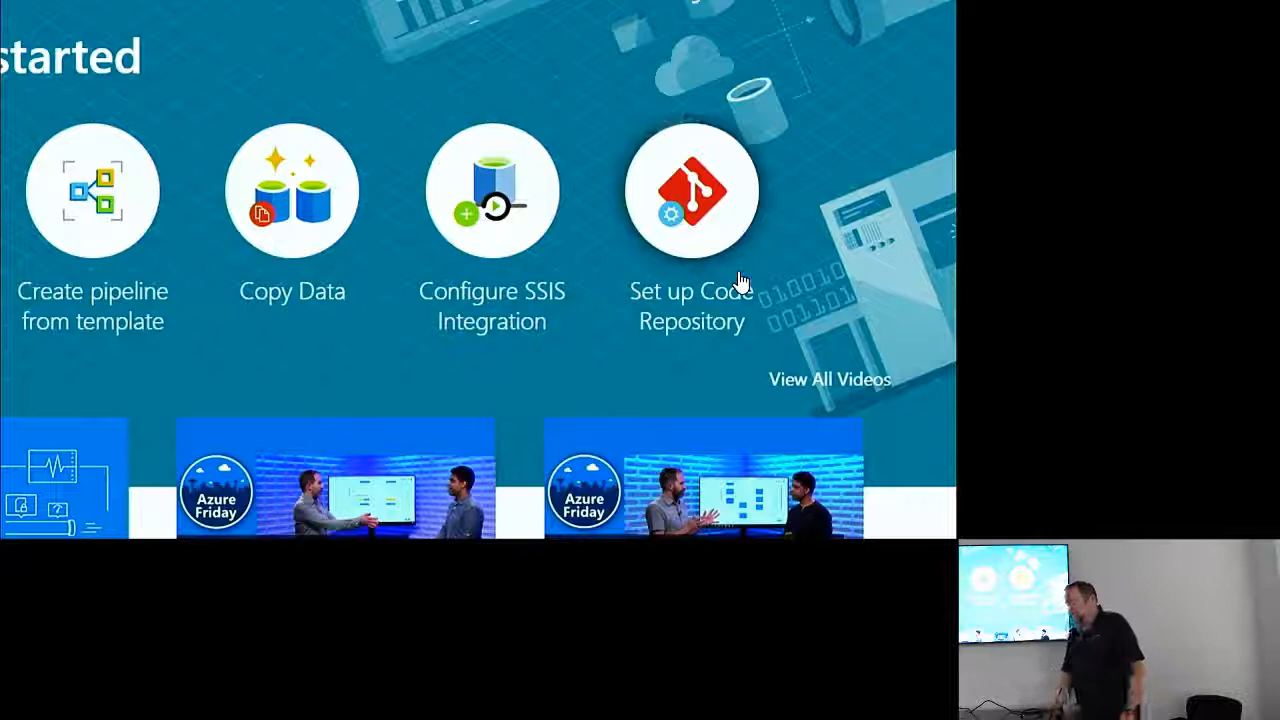 started
Create pipeline
from template
Copy Data
Configure SSIS
Integration
Set up Code
Repository
View All Videos
Azure
Friday
Azure
Friday